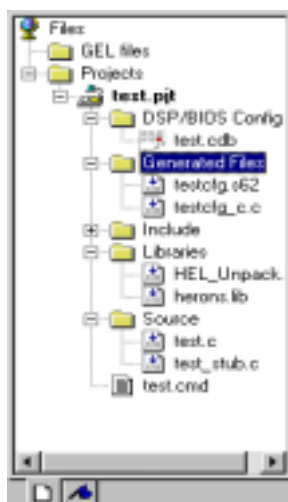 Files
GEL files
Projects
test.pjt
DSP/BIOS Config
test.cdb
Generated Files
testcfg.s62
testcfg_c.c
Include
Libraries
HEL_Unpack.
herons.lib
Source
test.c
test_stub.c
test.cmd